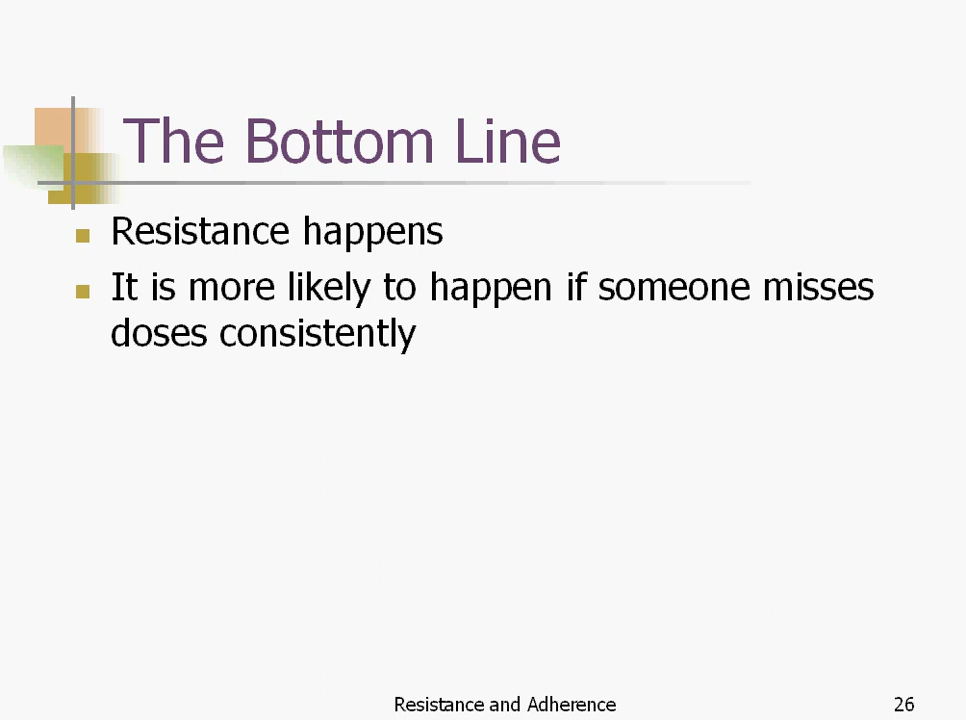 The Bottom Line
Resistance happens
It is more likely to happen if someone misses
doses consistently
Resistance and Adherence
26